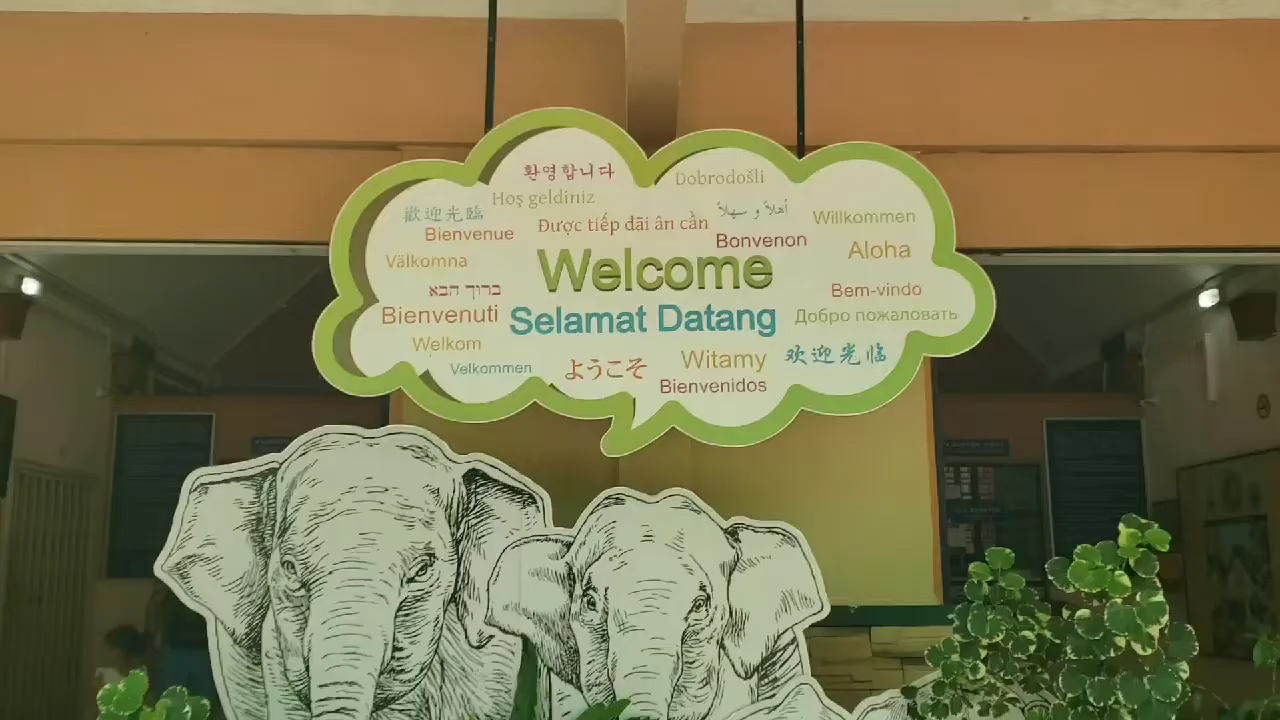 환영합니다
Dobrodošli
Hoş geldiniz
歡迎光臨
Được tiếp đãi ân cần
أهلاً و سهلاً
Willkommen
Bienvenue
Bonvenon
Aloha
Välkomna
Welcome
ברוך הבא
Bem-vindo
Bienvenuti
Selamat Datang
Добро пожаловать
Welkom
Velkommen
ようこそ
Witamy
欢迎光临
Bienvenidos